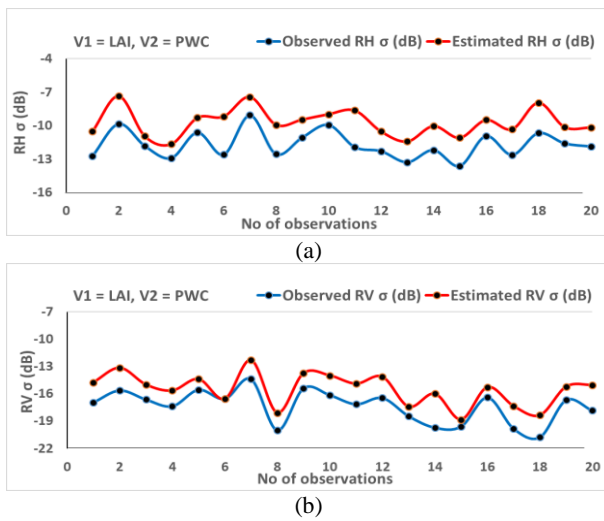 V1 = LAI, V2 = PWC
Observed RH σ (dB)
Estimated RH σ (dB)
RH σ (dB)
-4
-7
-10
-13
-16
0 2 4 6 8 10 12 14 16 18 20
No of observations
(a)
V1 = LAI, V2 = PWC
Observed RV σ (dB)
Estimated RV σ (dB)
RV σ (dB)
-7
-10
-13
-16
-19
-22
0 2 4 6 8 10 12 14 16 18 20
No of observations
(b)